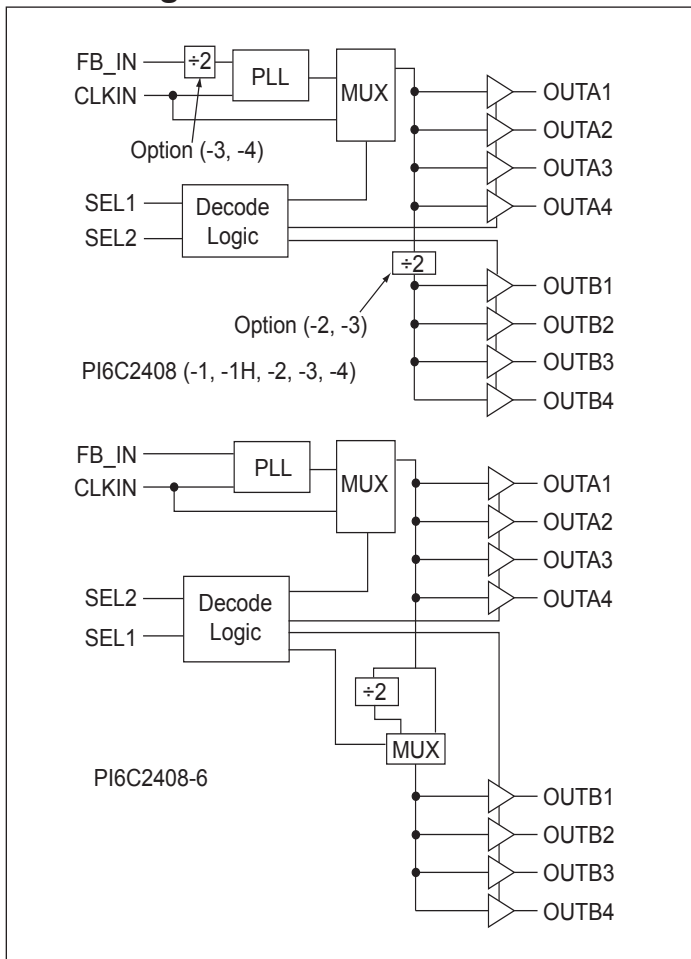 FB_IN
÷2
PLL
MUX
CLKIN
Option (-3, -4)
OUTA1
OUTA2
OUTA3
OUTA4
SEL1
SEL2
Decode
Logic
÷2
Option (-2, -3)
OUTB1
OUTB2
OUTB3
OUTB4
PI6C2408 (-1, -1H, -2, -3, -4)
FB_IN
CLKIN
PLL
MUX
OUTA1
OUTA2
OUTA3
OUTA4
SEL2
SEL1
Decode
Logic
÷2
MUX
PI6C2408-6
OUTB1
OUTB2
OUTB3
OUTB4